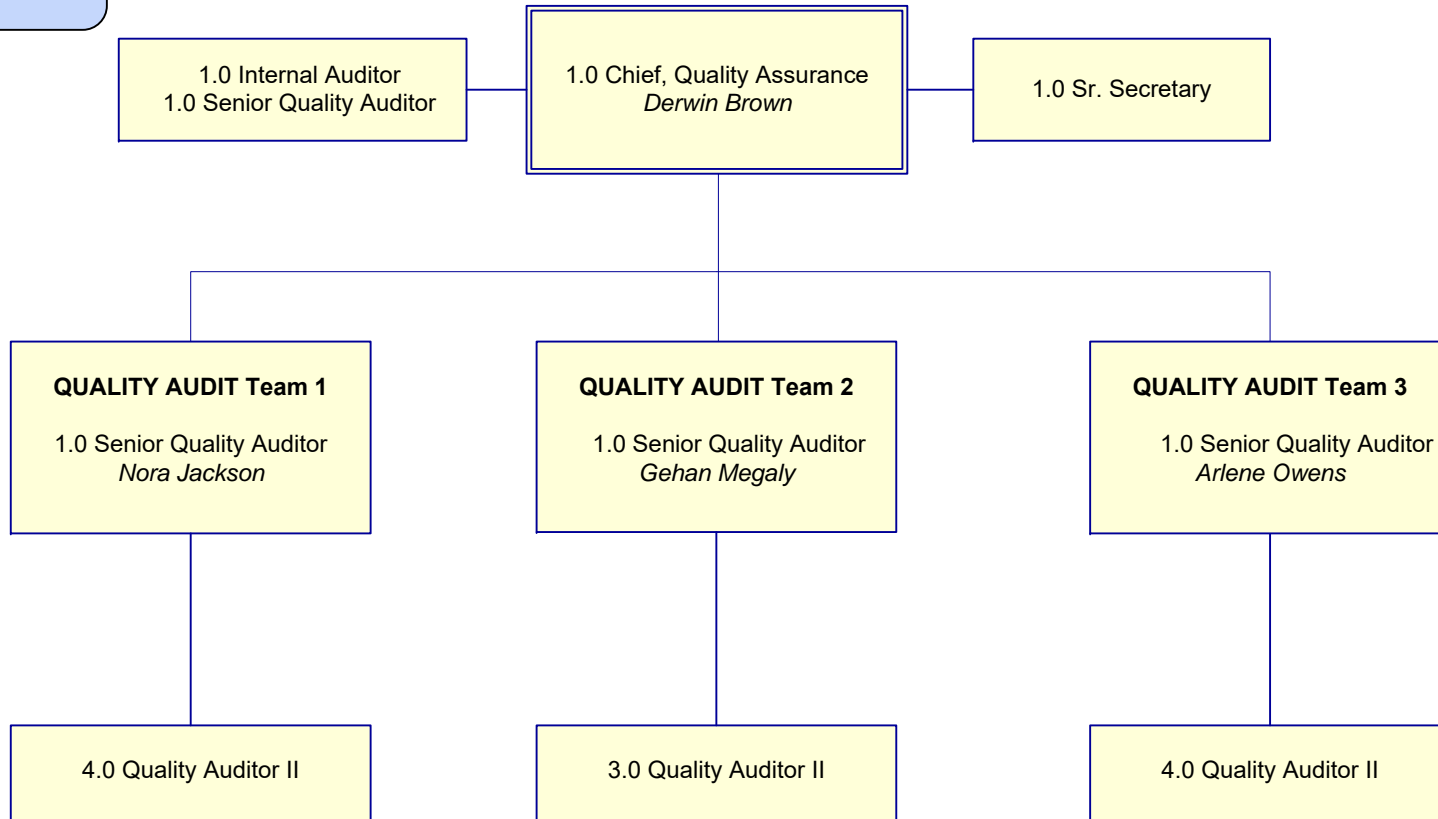 1.0 Internal Auditor
1.0 Senior Quality Auditor
1.0 Chief, Quality Assurance
Derwin Brown
1.0 Sr. Secretary
QUALITY AUDIT Team 1
1.0 Senior Quality Auditor
Nora Jackson
QUALITY AUDIT Team 2
1.0 Senior Quality Auditor
Gehan Megaly
QUALITY AUDIT Team 3
1.0 Senior Quality Auditor
Arlene Owens
4.0 Quality Auditor II
3.0 Quality Auditor II
4.0 Quality Auditor II